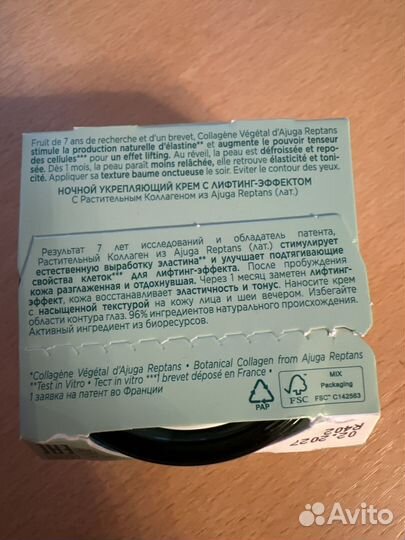 Fruit de 7 ans de recherche et d'un brevet, Collagène Végétal d'Ajuga Reptans
stimule la production naturelle d'élastine** et augmente le pouvoir tenseur
des cellules*** pour un effet lifting. Au réveil, la peau est défroissée et repo-
sée. Dès 1 mois, la peau paraît moins relâchée, elle retrouve élasticité et toni-
cité. Appliquer sa texture baume onctueuse le soir. Eviter le contour des yeux.
НОЧНОЙ УКРЕПЛЯЮЩИЙ КРЕМ С ЛИФТИНГ-ЭФФЕКТОМ
С Растительным Коллагеном из Ajuga Reptans (лат.)
Результат 7 лет исследований и обладатель патента,
Растительный Коллаген из Ajuga Reptans (лат.) стимулирует
естественную выработку эластина** и улучшает подтягивающие
свойства клеток*** для лифтинг-эффекта. После пробуждения
кожа разглаженная и отдохнувшая. Через 1 месяц заметен лифтинг-
эффект, кожа восстанавливает эластичность и тонус. Наносите крем
с насыщенной текстурой на кожу лица и шеи вечером. Избегайте
области контура глаз. 96% ингредиентов натурального происхождения.
Активный ингредиент из биоресурсов.
*Collagène Végétal d'Ajuga Reptans • Botanical Collagen from Ajuga Reptans
**Test in Vitro • Тест in vitro ***1 brevet déposé en France •
1 заявка на патент во Франции
PAP
FSC
MIX
Packaging
FSC® C142563
02-2027
R402
EAC
Avito